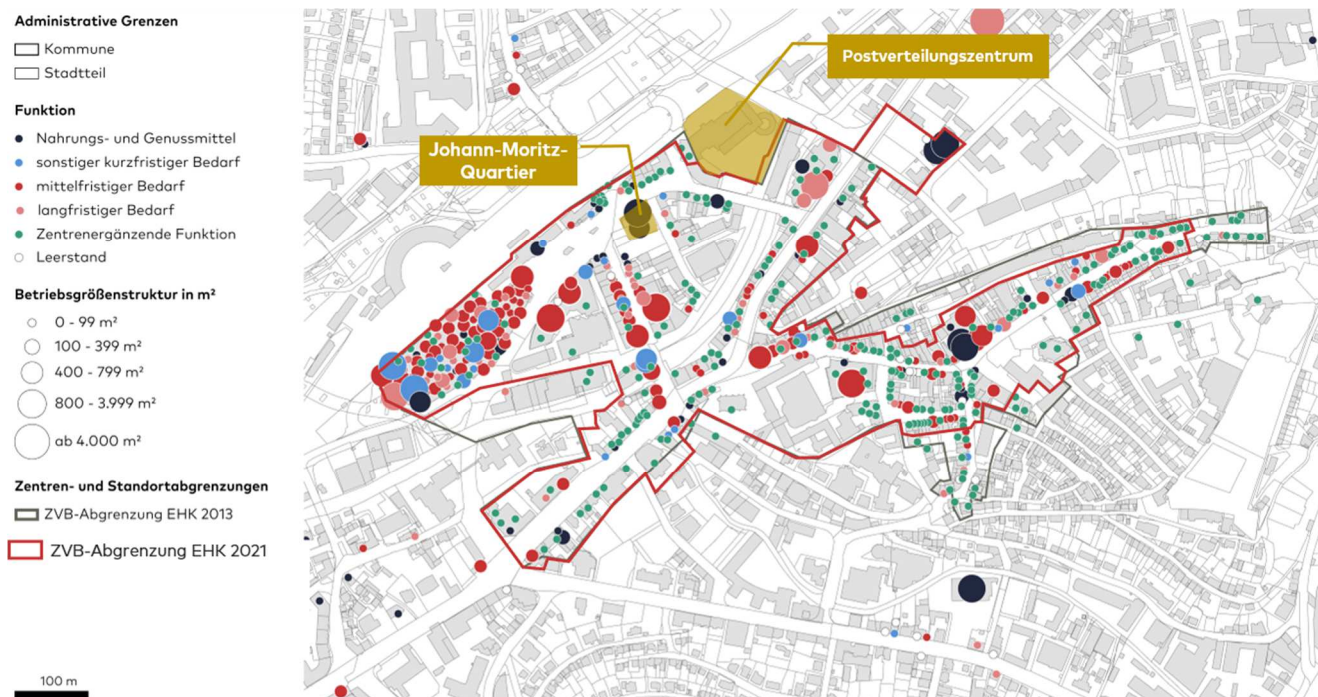 Administrative Grenzen
Kommune
Stadtteil
Funktion
Nahrungs- und Genussmittel
sonstiger kurzfristiger Bedarf
mittelfristiger Bedarf
langfristiger Bedarf
Zentrenergänzende Funktion
Leerstand
Betriebsgrößenstruktur in m²
0 - 99 m²
100 - 399 m²
400 - 799 m²
800 - 3.999 m²
ab 4.000 m²
Zentren- und Standortabgrenzungen
ZVB-Abgrenzung EHK 2013
ZVB-Abgrenzung EHK 2021
100 m
Postverteilungszentrum
Johann-Moritz-
Quartier